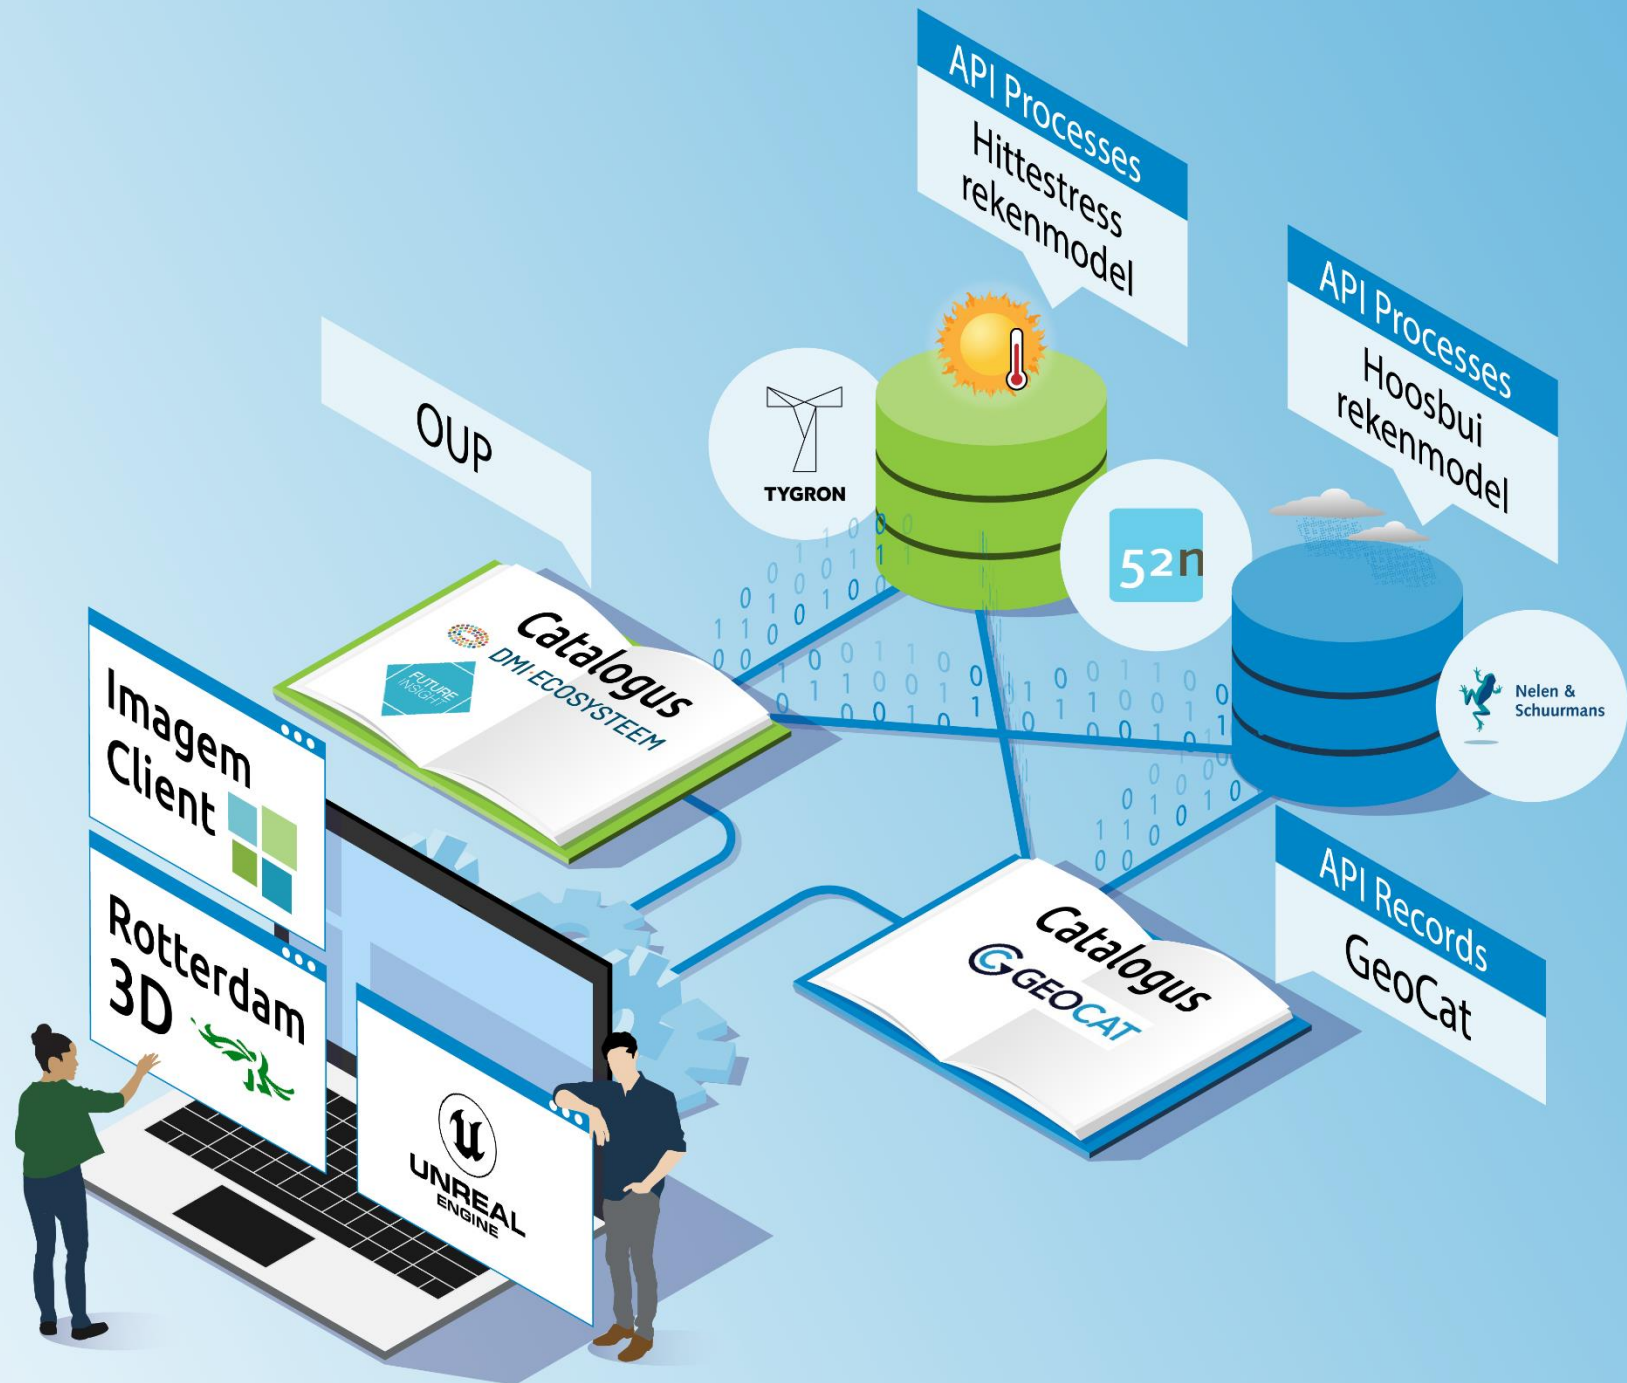 API Processes
Hittestress
rekenmodel
API Processes
Hoosbui
rekenmodel
OUP
TYGRON
52n
Nelen &
Schuurmans
Catalogus
DMI-ECOSYSTEEM
FUTURE
INSIGHT
Imagem
Client
Rotterdam
3D
UNREAL
ENGINE
Catalogus
GEOCAT
API Records
GeoCat